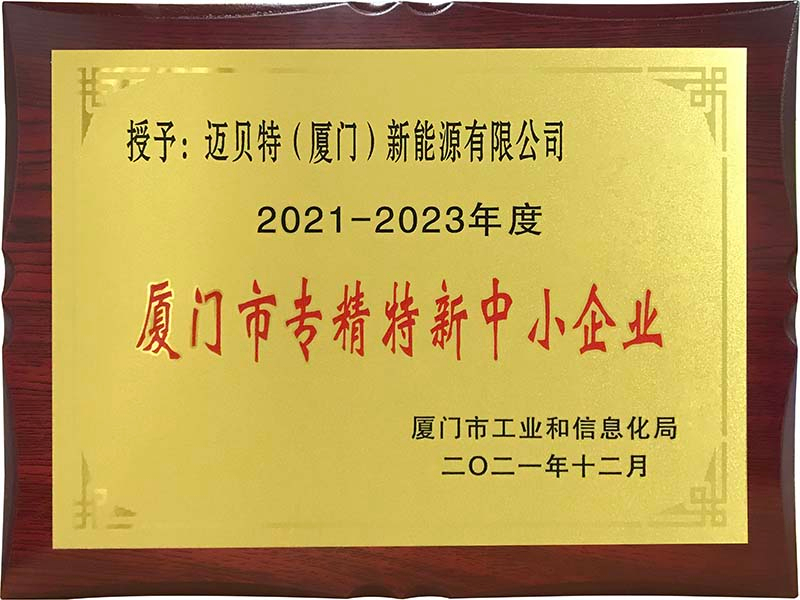 授予：迈贝特（厦门）新能源有限公司
2021-2023年度
厦门市专精特新中小企业
厦门市工业和信息化局
二〇二一年十二月